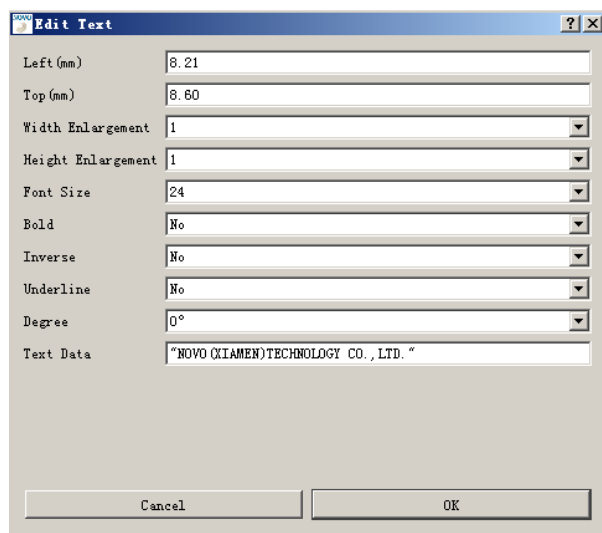 NOVO
Edit Text
Left(mm) 8.21
Top(mm) 8.60
Width Enlargement 1
Height Enlargement 1
Font Size 24
Bold No
Inverse No
Underline No
Degree 0°
Text Data "NOVO(XIAMEN)TECHNOLOGY CO.,LTD."
Cancel OK